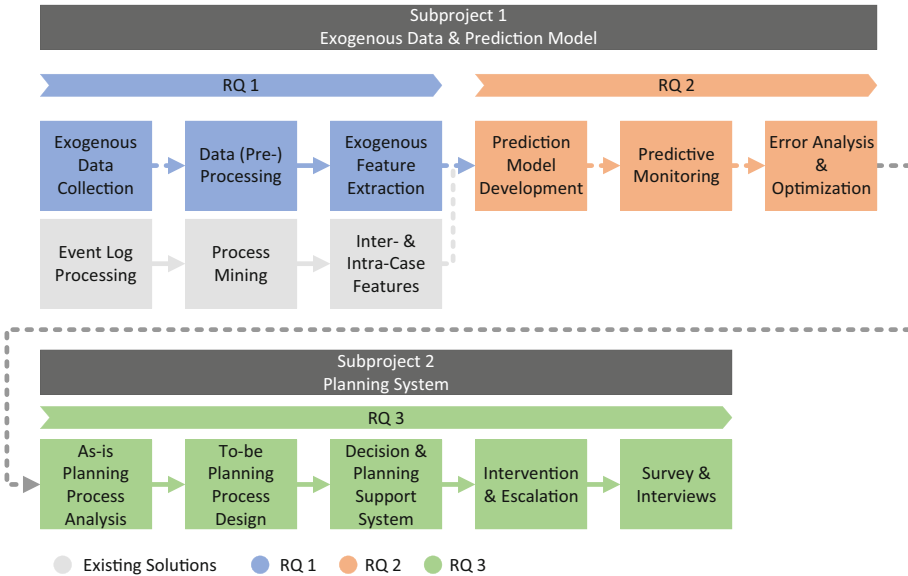 Subproject 1
Exogenous Data & Prediction Model
RQ 1
RQ 2
Exogenous
Data
Collection
Data (Pre-)
Processing
Exogenous
Feature
Extraction
Prediction
Model
Development
Predictive
Monitoring
Error Analysis
&
Optimization
Event Log
Processing
Process
Mining
Inter- &
Intra-Case
Features
Subproject 2
Planning System
RQ 3
As-is
Planning
Process
Analysis
To-be
Planning
Process
Design
Decision &
Planning
Support
System
Intervention
& Escalation
Survey &
Interviews
Existing Solutions
RQ 1
RQ 2
RQ 3